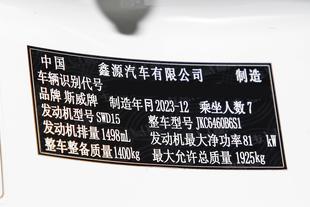 中国 鑫源汽车有限公司 制造
车辆识别代号
品牌 斯威牌 制造年月 2023-12 乘坐人数 7
发动机型号 SWD15 整车型号 JKC6460B6S1
发动机排量 1498mL 发动机最大净功率 81 kW
整车整备质量 1400kg 最大允许总质量 1925kg